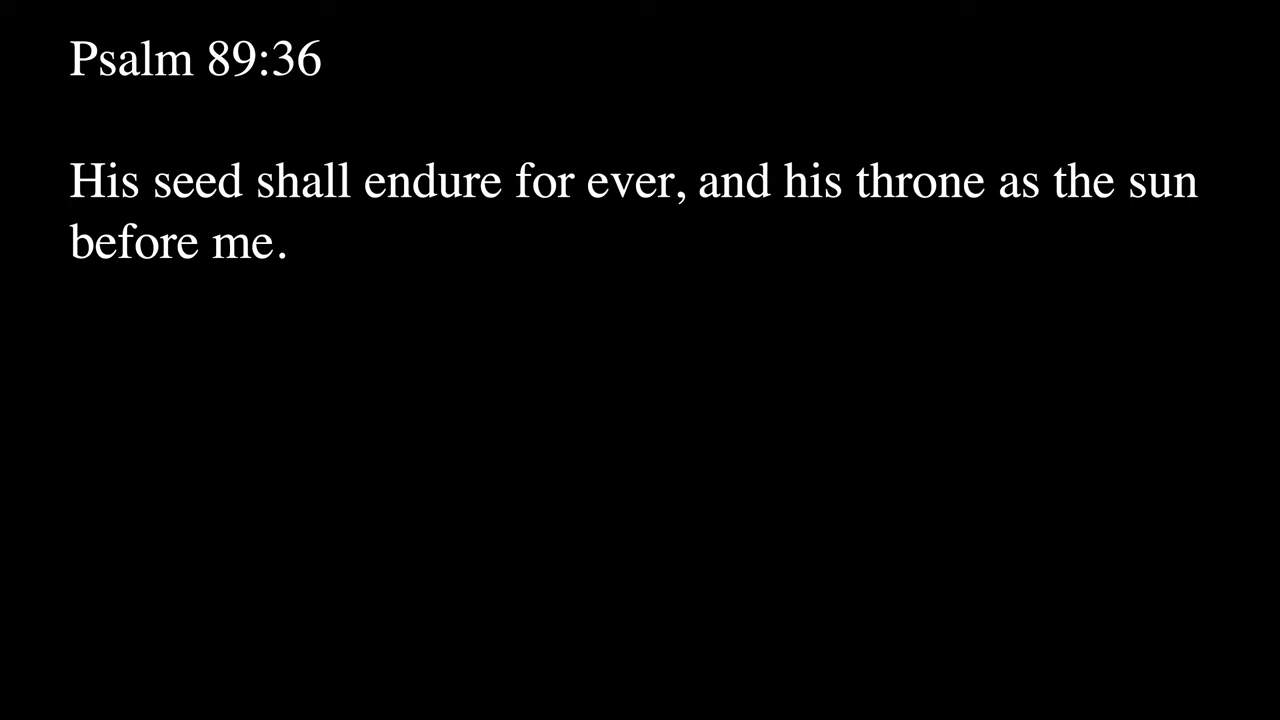 Psalm 89:36
His seed shall endure for ever, and his throne as the sun
before me.